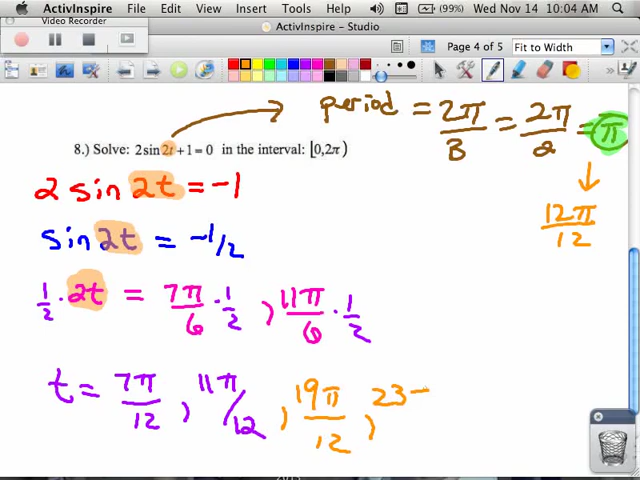 ActivInspire File Edit View Insert Tools Help (99%) Wed Nov 14 10:04 AM
Video Recorder
ActivInspire - Studio
Page 4 of 5 Fit to Width
period = 2π/B = 2π/2 = π
8.) Solve: 2 sin 2t + 1 = 0 in the interval: [0,2π)
12π/12
2 sin 2t = -1
sin 2t = -1/2
1/2 · 2t = 7π/6 · 1/2 , 11π/6 · 1/2
t = 7π/12 , 11π/12 , 19π/12 , 23